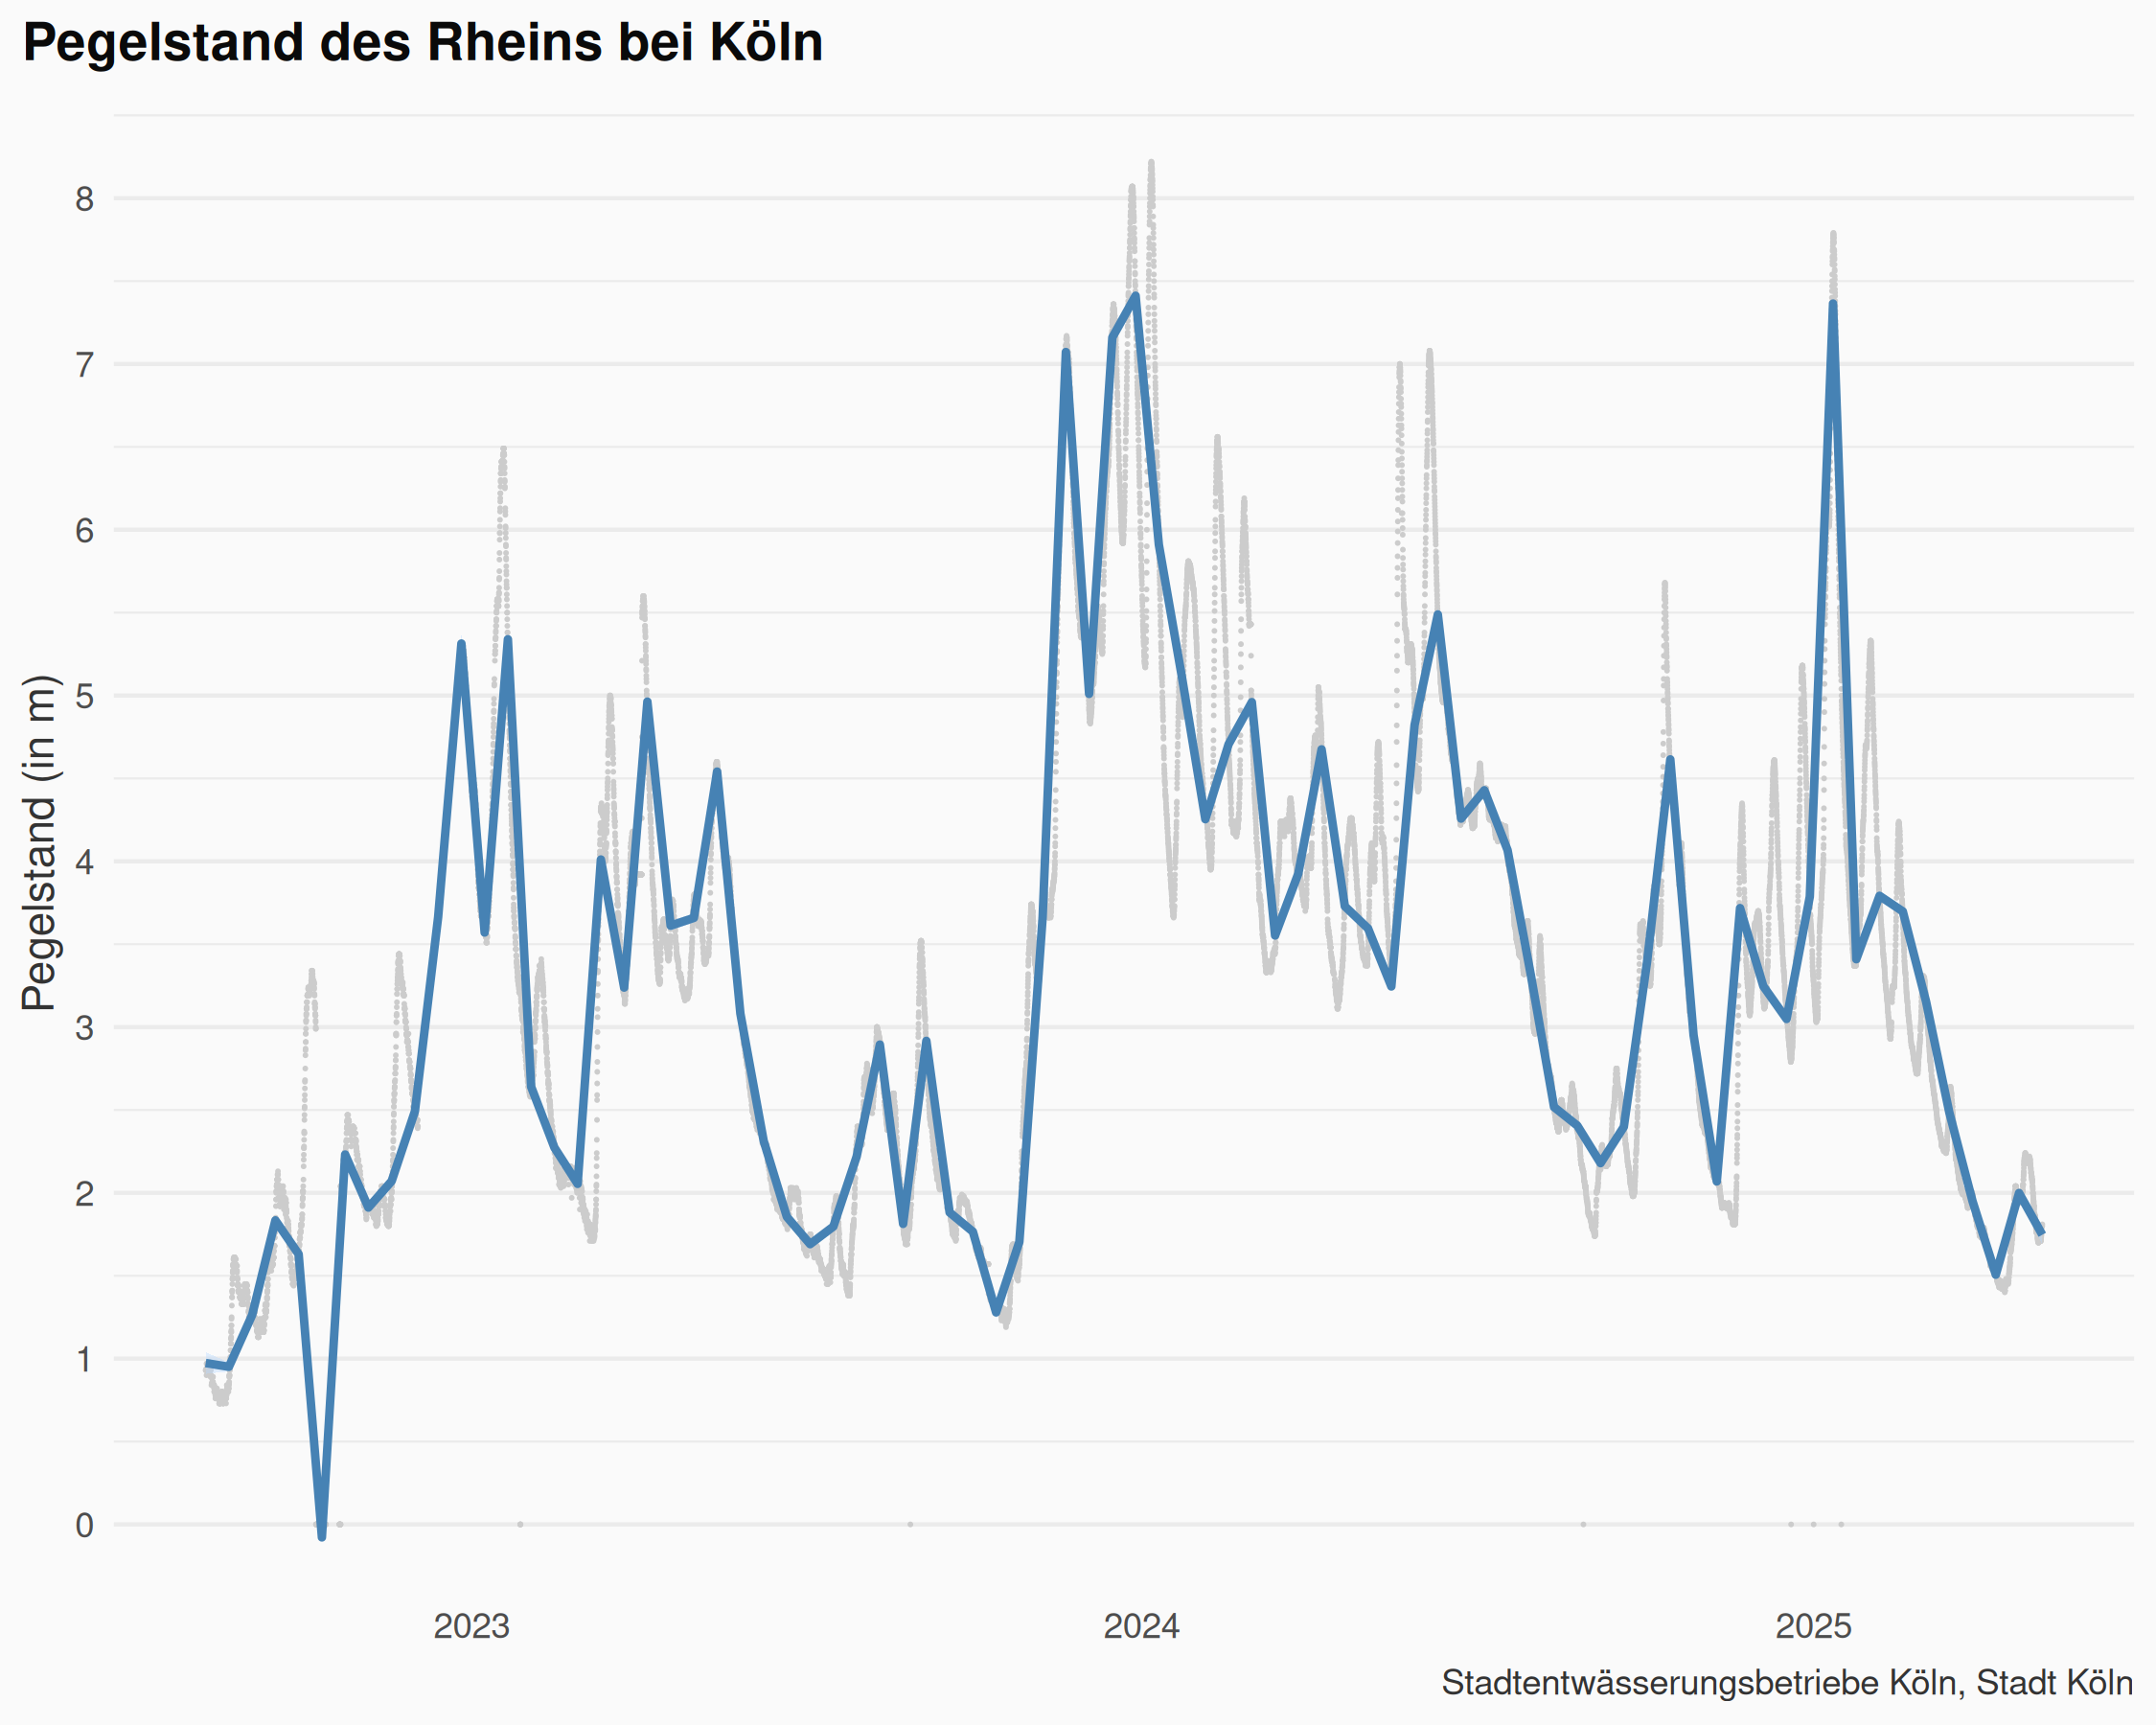 Pegelstand des Rheins bei Köln
Pegelstand (in m)
8
7
6
5
4
3
2
1
0
2023 2024 2025
Stadtentwässerungsbetriebe Köln, Stadt Köln